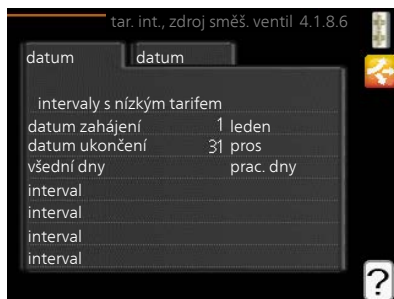 tar. int., zdroj směš. ventil 4.1.8.6
datum datum
intervaly s nízkým tarifem
datum zahájení 1 leden
datum ukončení 31 pros
všední dny prac. dny
interval
interval
interval
interval
?